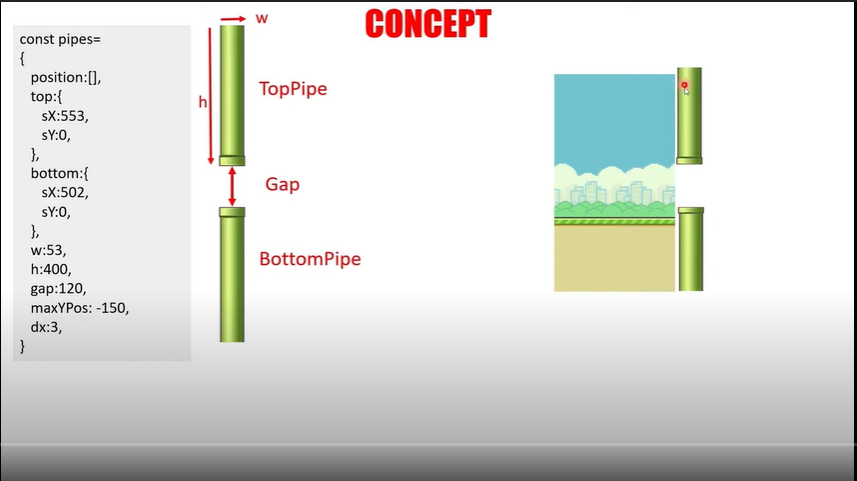 CONCEPT
const pipes=
{
position:[],
top:{
sX:553,
sY:0,
},
bottom:{
sX:502,
sY:0,
},
w:53,
h:400,
gap:120,
maxYPos: -150,
dx:3,
}
w
h
TopPipe
Gap
BottomPipe